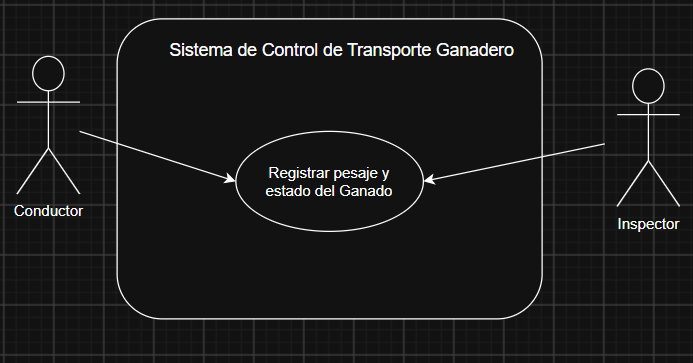 Sistema de Control de Transporte Ganadero
Registrar pesaje y
estado del Ganado
Conductor
Inspector